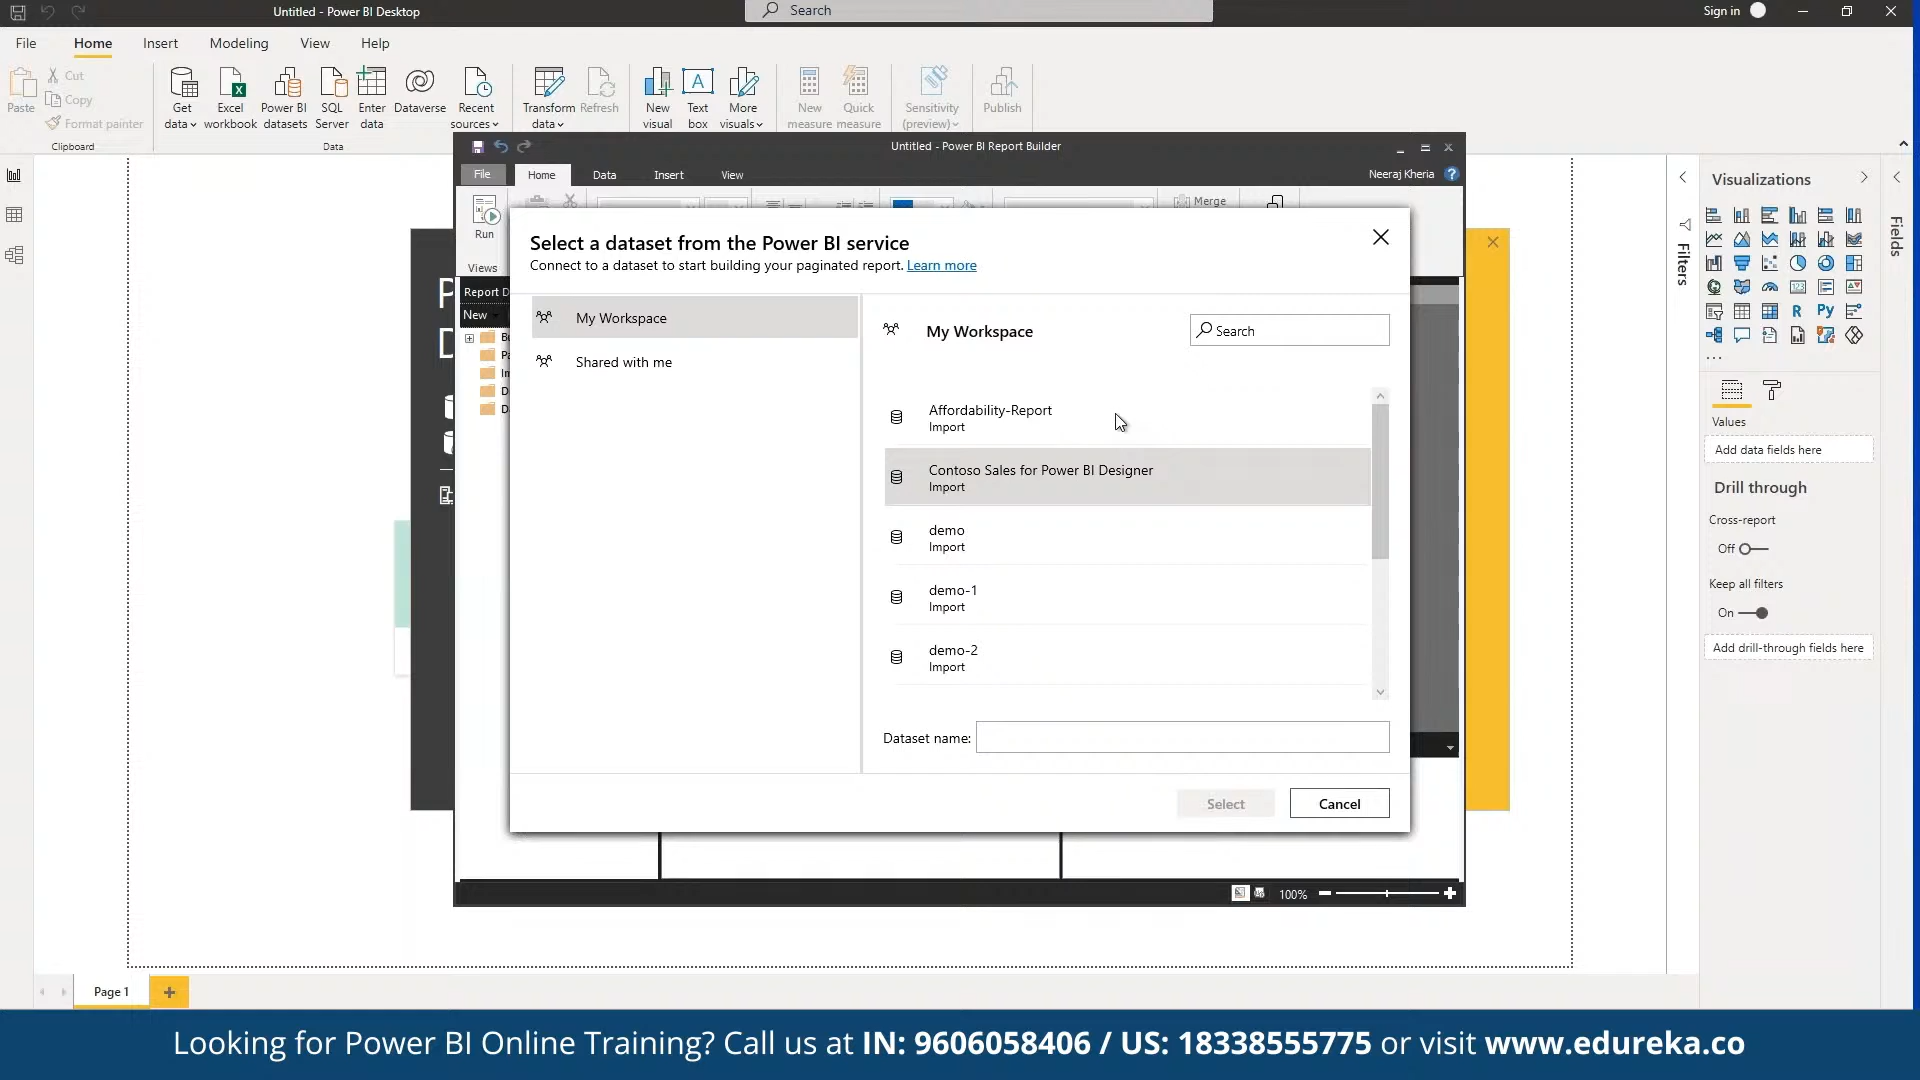 Untitled - Power BI Desktop
Search
Sign in
File
Home
Insert
Modeling
View
Help
Paste
Cut
Copy
Format painter
Clipboard
Get data
Excel workbook
Power BI datasets
SQL Server
Enter data
Dataverse
Recent sources
Data
Transform data
Refresh
New visual
Text box
More visuals
New measure
Quick measure
Sensitivity (preview)
Publish
Untitled - Power BI Report Builder
File
Home
Data
Insert
View
Neeraj Kheria
Run
Merge
Views
Report D
New
Select a dataset from the Power BI service
Connect to a dataset to start building your paginated report. Learn more
My Workspace
Shared with me
My Workspace
Search
Affordability-Report
Import
Contoso Sales for Power BI Designer
Import
demo
Import
demo-1
Import
demo-2
Import
Dataset name:
Select
Cancel
100%
Filters
Visualizations
Fields
R
Py
Values
Add data fields here
Drill through
Cross-report
Off
Keep all filters
On
Add drill-through fields here
Page 1
Looking for Power BI Online Training? Call us at IN: 9606058406 / US: 18338555775 or visit www.edureka.co